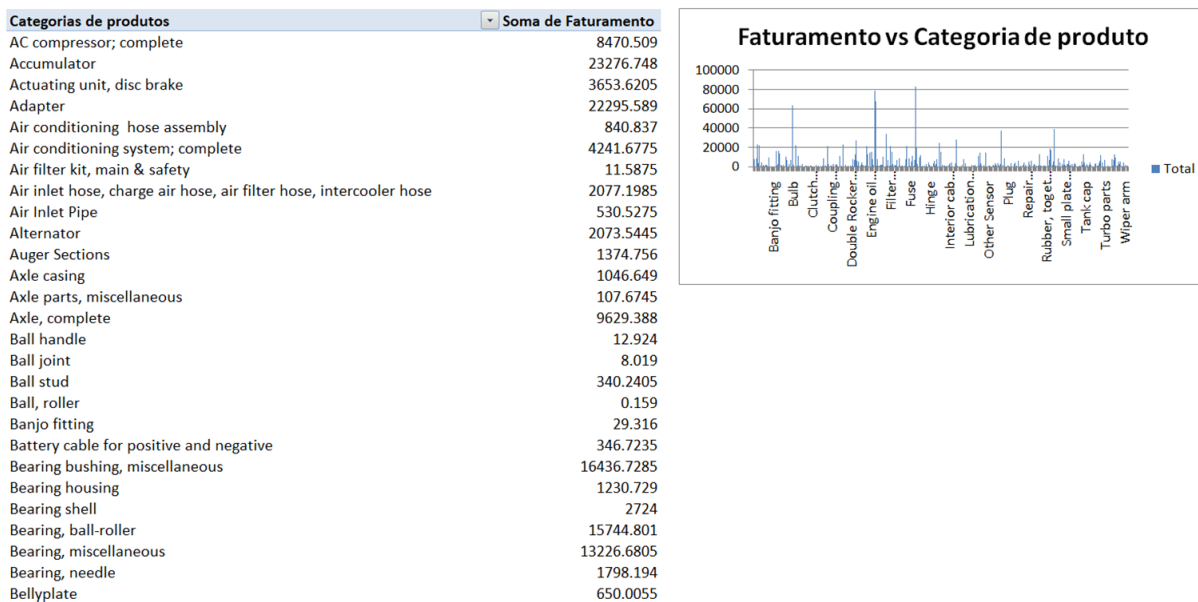 Categorias de produtos Soma de Faturamento
AC compressor; complete 8470.509
Accumulator 23276.748
Actuating unit, disc brake 3653.6205
Adapter 22295.589
Air conditioning  hose assembly 840.837
Air conditioning system; complete 4241.6775
Air filter kit, main & safety 11.5875
Air inlet hose, charge air hose, air filter hose, intercooler hose 2077.1985
Air Inlet Pipe 530.5275
Alternator 2073.5445
Auger Sections 1374.756
Axle casing 1046.649
Axle parts, miscellaneous 107.6745
Axle, complete 9629.388
Ball handle 12.924
Ball joint 8.019
Ball stud 340.2405
Ball, roller 0.159
Banjo fitting 29.316
Battery cable for positive and negative 346.7235
Bearing bushing, miscellaneous 16436.7285
Bearing housing 1230.729
Bearing shell 2724
Bearing, ball-roller 15744.801
Bearing, miscellaneous 13226.6805
Bearing, needle 1798.194
Bellyplate 650.0055
Faturamento vs Categoria de produto
100000
80000
60000
40000
20000
0
Banjo fitting
Bulb
Clutch...
Coupling...
Double Rocker...
Engine oil...
Filter...
Fuse
Hinge
Interior cab...
Lubrication...
Other Sensor
Plug
Repair...
Rubber, toget...
Small plate...
Tank cap
Turbo parts
Wiper arm
Total